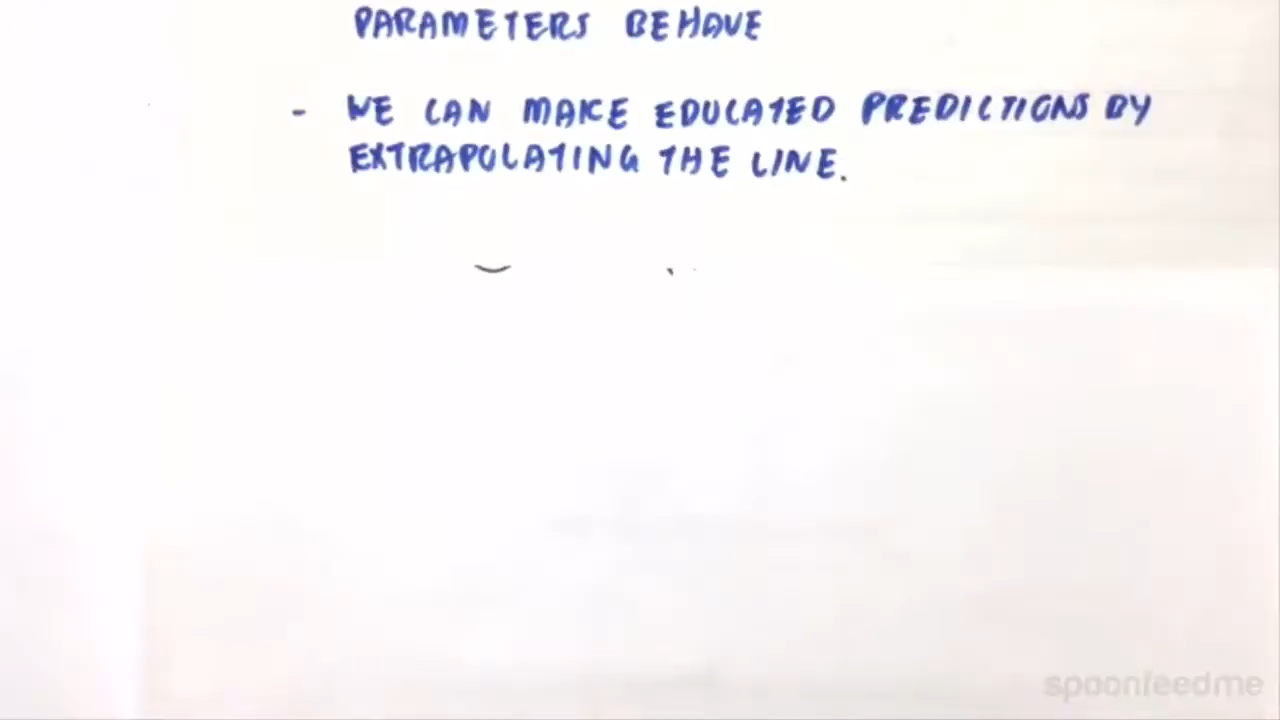 PARAMETERS BEHAVE
- WE CAN MAKE EDUCATED PREDICTIONS BY
EXTRAPOLATING THE LINE.
spoonfeedme